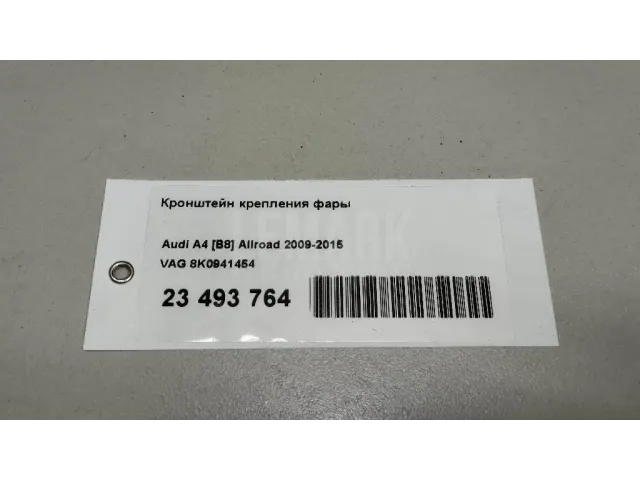 Кронштейн крепления фары
Audi A4 [B8] Allroad 2009-2015
VAG 8K0941454
23 493 764